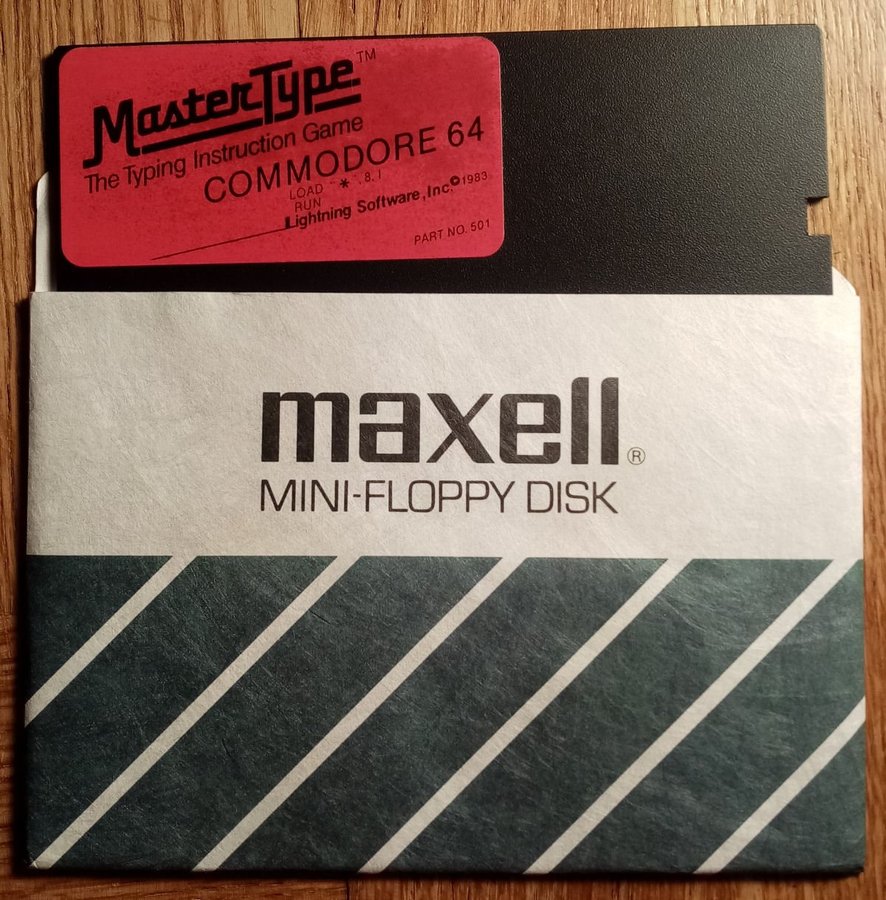 MasterType™
The Typing Instruction Game
COMMODORE 64
LOAD "*",8,1
RUN
Lightning Software, Inc. © 1983
PART NO. 501
maxell®
MINI-FLOPPY DISK